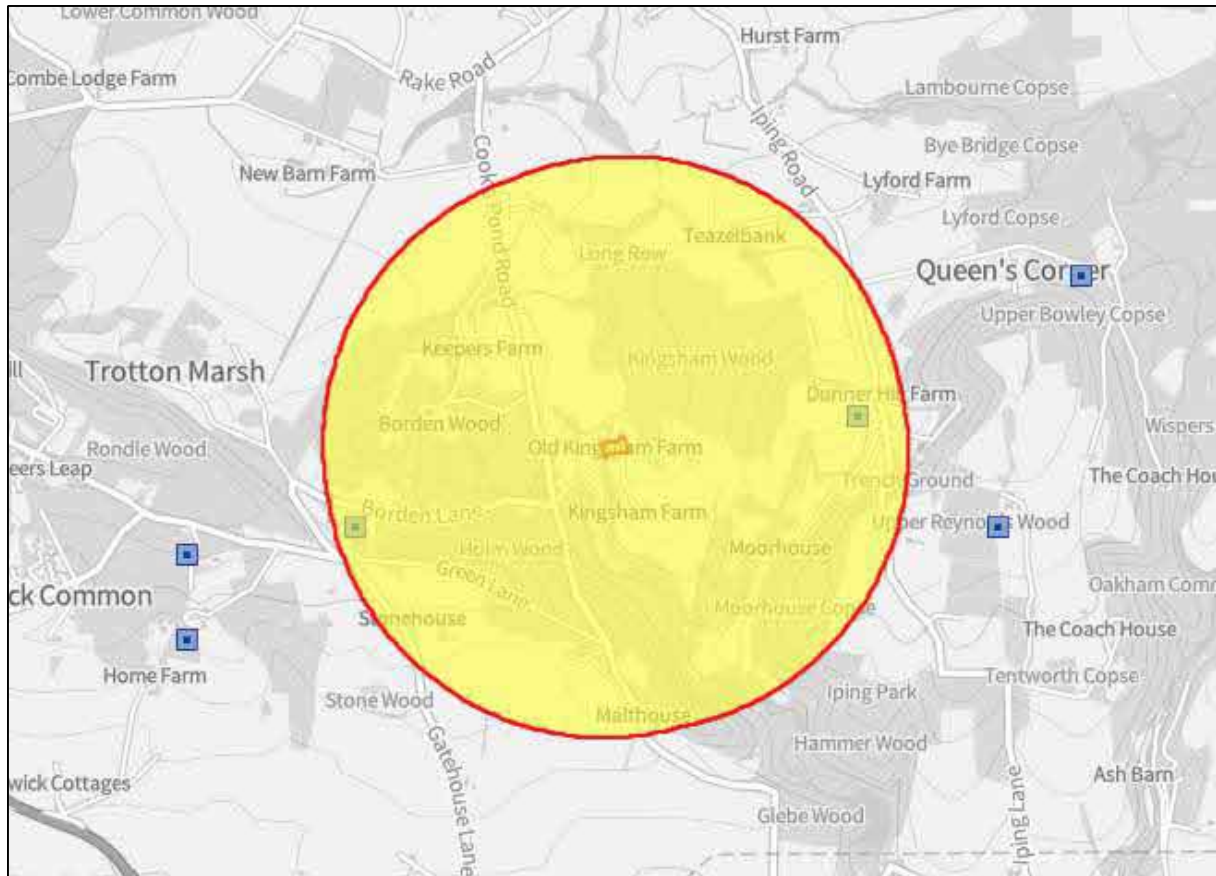 Lower Common Wood
Hurst Farm
Combe Lodge Farm
Rake Road
Lambourne Copse
Iping Road
Bye Bridge Copse
New Barn Farm
Pond Road
Lyford Farm
Lyford Copse
Teazelbank
Long Row
Queen's Corner
Upper Bowley Copse
Keepers Farm
Kingsham Wood
Trotton Marsh
ill
Dunner Hill Farm
Borden Wood
Wispers
Rondle Wood
Old Kingsham Farm
eers Leap
The Coach Hou
Trench Ground
Borden Lane
Kingsham Farm
Upper Reynolds Wood
Holm Wood
Moorhouse
Green Lane
Oakham Comm
ck Common
Moorhouse Copse
Stonehouse
The Coach House
Home Farm
Tentworth Copse
Stone Wood
Iping Park
Malthouse
Hammer Wood
Gatehouse Lane
wick Cottages
Ash Barn
Iping Lane
Glebe Wood